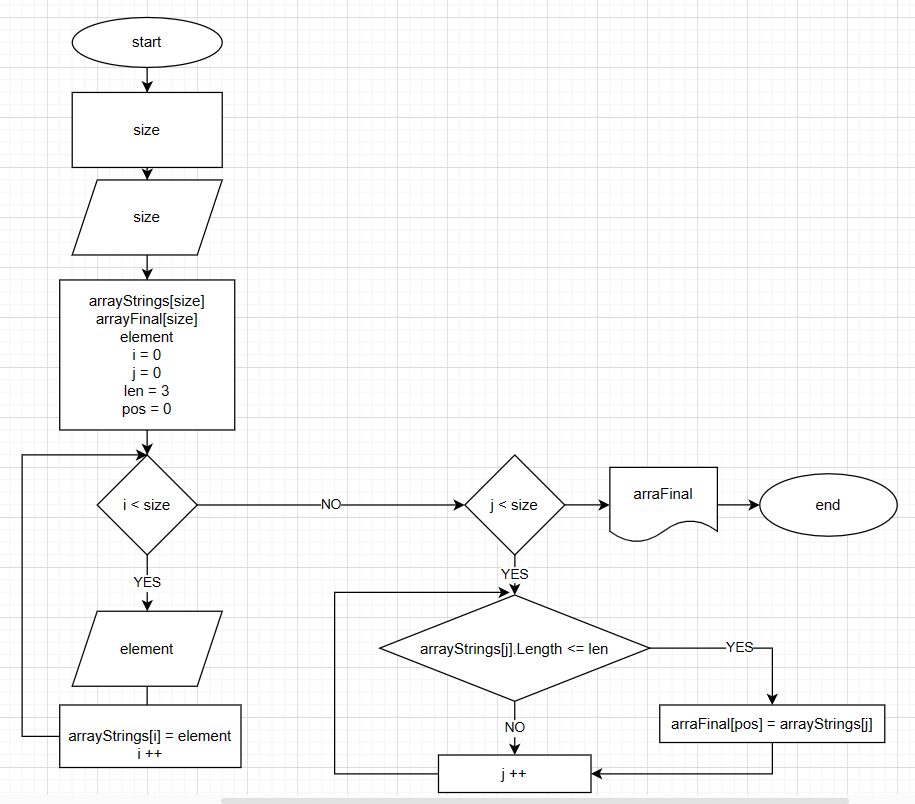 start
size
size
arrayStrings[size]
arrayFinal[size]
element
i = 0
j = 0
len = 3
pos = 0
i < size
NO
j < size
arraFinal
end
YES
YES
element
arrayStrings[j].Length <= len
YES
arrayStrings[i] = element
i ++
arraFinal[pos] = arrayStrings[j]
NO
j ++